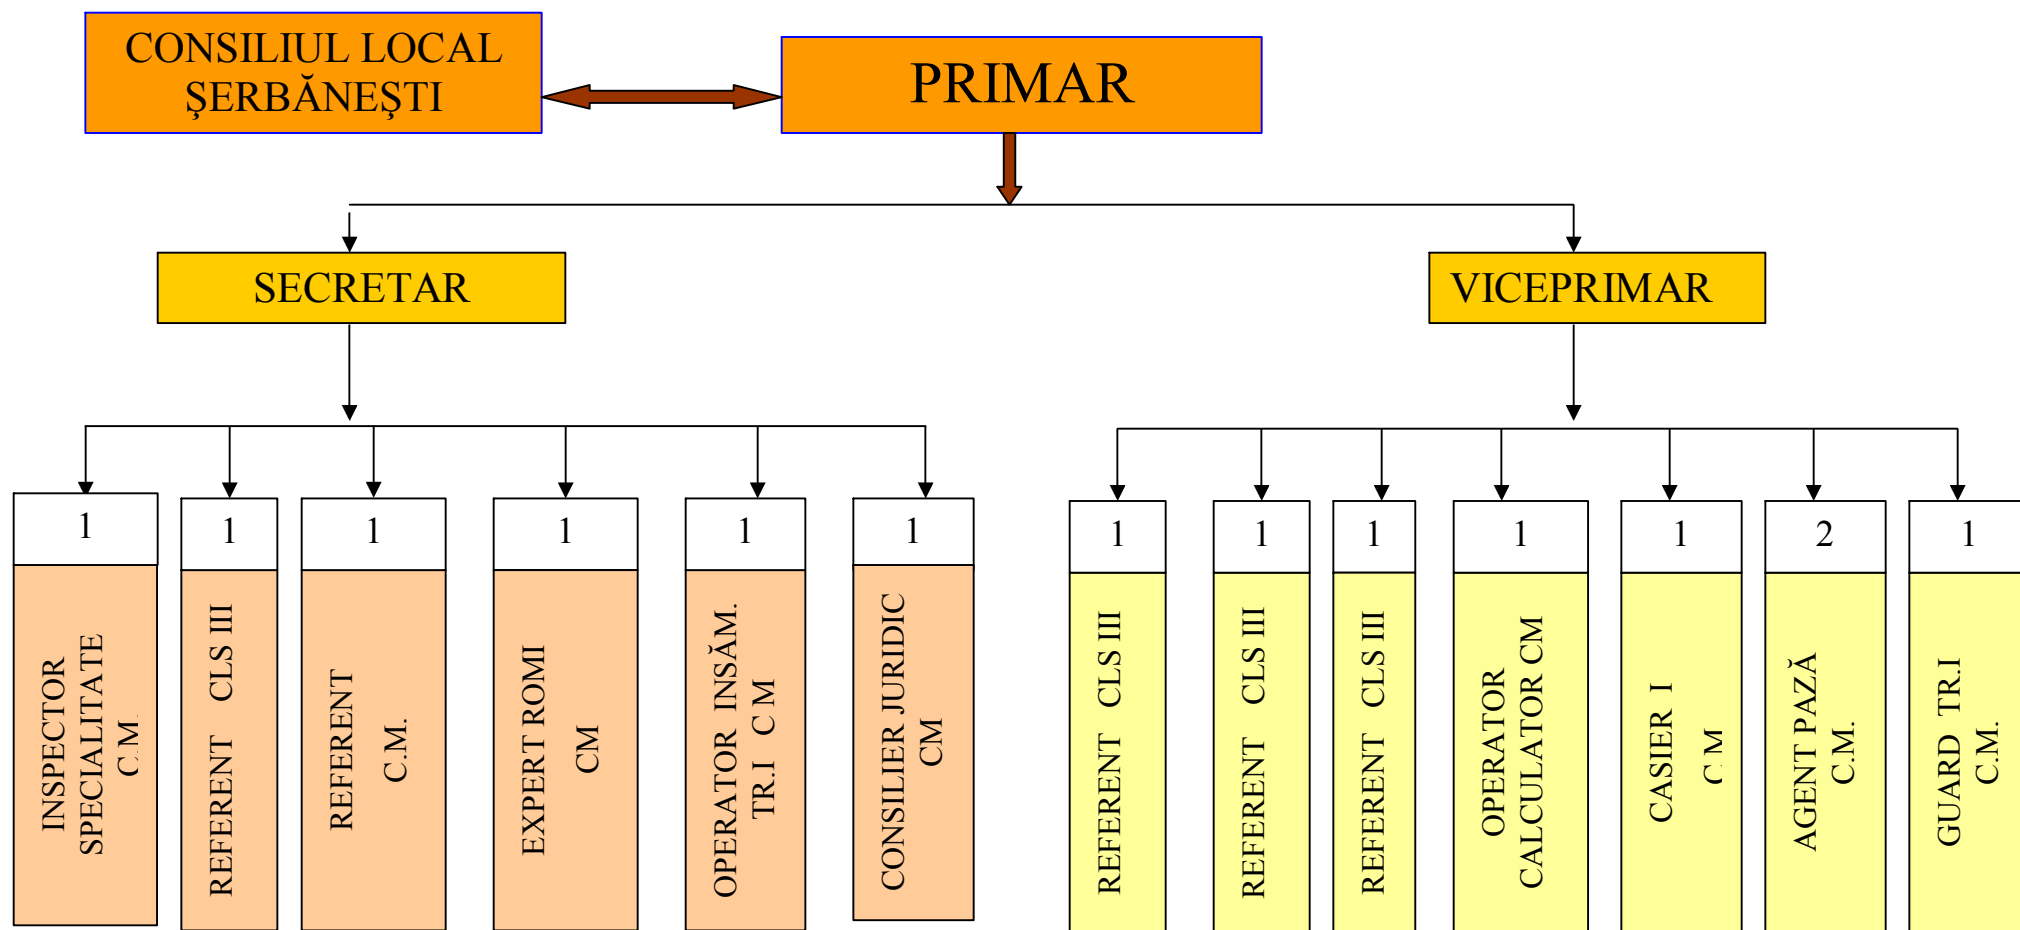 CONSILIUL LOCAL
ŞERBĂNEŞTI
PRIMAR
SECRETAR
VICEPRIMAR
1
INSPECTOR
SPECIALITATE
C.M.
1
REFERENT CLS III
1
REFERENT
C.M.
1
EXPERT ROMI
CM
1
OPERATOR INSĂM.
TR.I C M
1
CONSILIER JURIDIC
CM
1
REFERENT CLS III
1
REFERENT CLS III
1
REFERENT CLS III
1
OPERATOR
CALCULATOR CM
1
CASIER I
C M
2
AGENT PAZĂ
C.M.
1
GUARD TR.I
C.M.